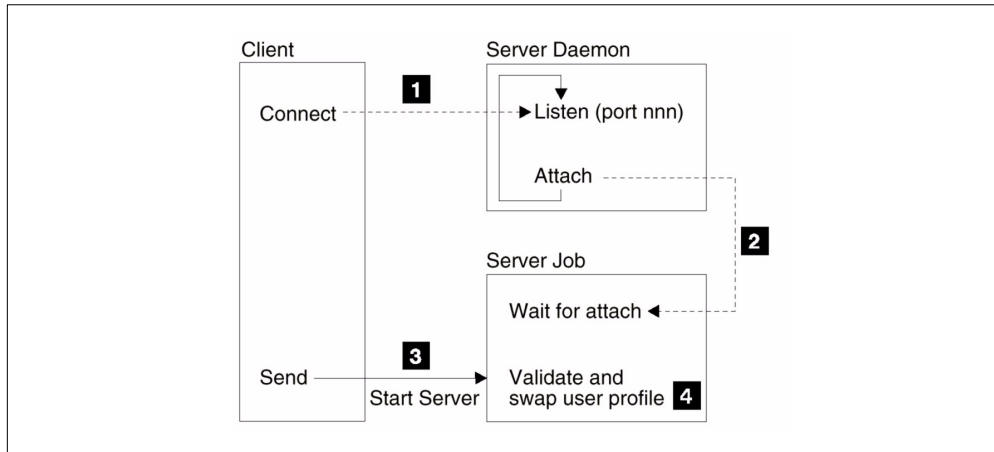 Client
Server Daemon
1
Connect
Listen (port nnn)
Attach
2
Server Job
Wait for attach
3
Send
Start Server
Validate and
swap user profile 4